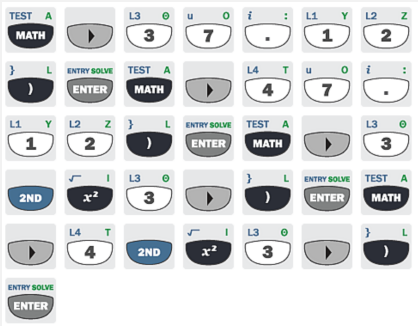 TEST A L3 Θ u O i : L1 Y L2 Z
MATH 3 7 . 1 2
} L ENTRY SOLVE TEST A L4 T u O i :
) ENTER MATH 4 7 .
L1 Y L2 Z } L ENTRY SOLVE TEST A L3 Θ
1 2 ) ENTER MATH 3
√‾ I L3 Θ } L ENTRY SOLVE TEST A
2ND x² 3 ) ENTER MATH
L4 T √‾ I L3 Θ } L
4 2ND x² 3 )
ENTRY SOLVE
ENTER